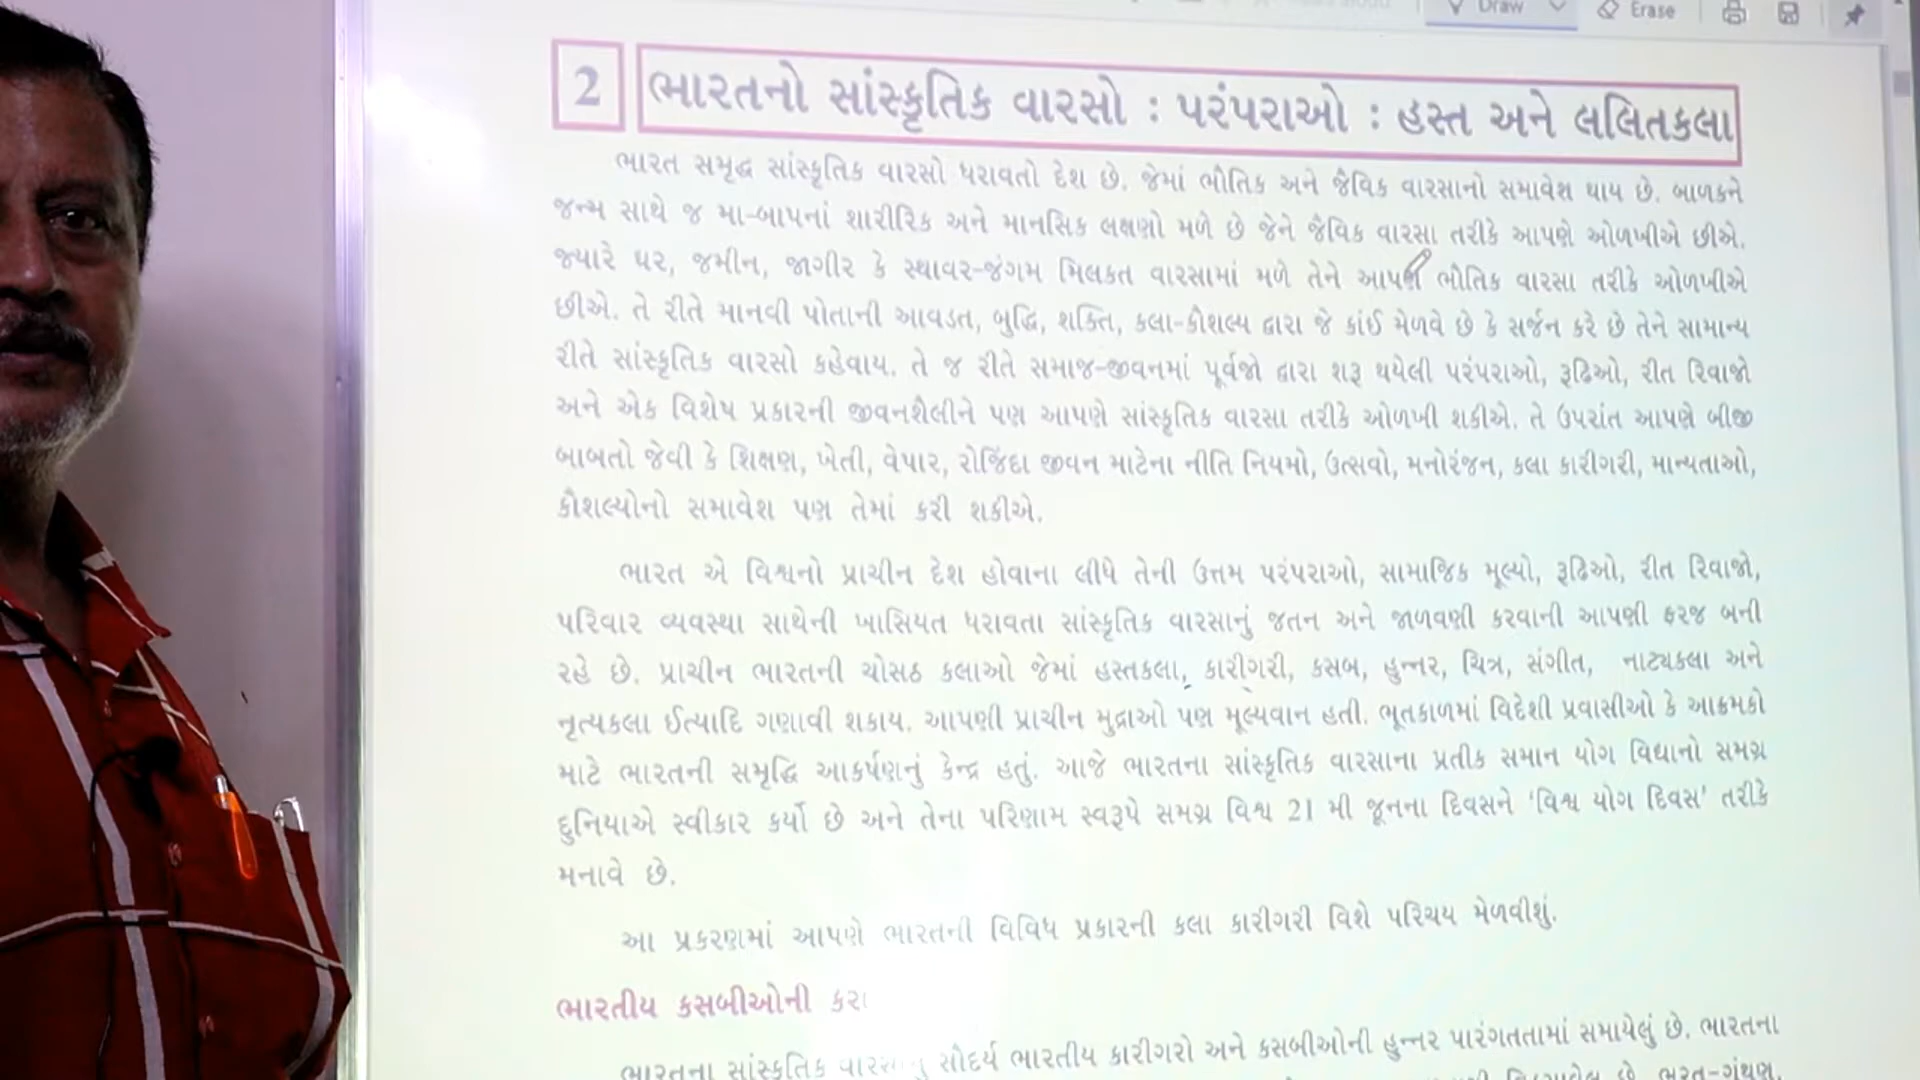 Draw
Erase
2
ભારતનો સાંસ્કૃતિક વારસો : પરંપરાઓ : હસ્ત અને લલિતકલા
ભારત સમૃદ્ધ સાંસ્કૃતિક વારસો ધરાવતો દેશ છે. જેમાં ભૌતિક અને જૈવિક વારસાનો સમાવેશ થાય છે. બાળકને
જન્મ સાથે જ મા-બાપનાં શારીરિક અને માનસિક લક્ષણો મળે છે જેને જૈવિક વારસા તરીકે આપણે ઓળખીએ છીએ.
જ્યારે ઘર, જમીન, જાગીર કે સ્થાવર-જંગમ મિલકત વારસામાં મળે તેને આપણે ભૌતિક વારસા તરીકે ઓળખીએ
છીએ. તે રીતે માનવી પોતાની આવડત, બુદ્ધિ, શક્તિ, કલા-કૌશલ્ય દ્વારા જે કાંઈ મેળવે છે કે સર્જન કરે છે તેને સામાન્ય
રીતે સાંસ્કૃતિક વારસો કહેવાય. તે જ રીતે સમાજ-જીવનમાં પૂર્વજો દ્વારા શરૂ થયેલી પરંપરાઓ, રૂઢિઓ, રીત રિવાજો
અને એક વિશેષ પ્રકારની જીવનશૈલીને પણ આપણે સાંસ્કૃતિક વારસા તરીકે ઓળખી શકીએ. તે ઉપરાંત આપણે બીજી
બાબતો જેવી કે શિક્ષણ, ખેતી, વેપાર, રોજિંદા જીવન માટેના નીતિ નિયમો, ઉત્સવો, મનોરંજન, કલા કારીગરી, માન્યતાઓ,
કૌશલ્યોનો સમાવેશ પણ તેમાં કરી શકીએ.
ભારત એ વિશ્વનો પ્રાચીન દેશ હોવાના લીધે તેની ઉત્તમ પરંપરાઓ, સામાજિક મૂલ્યો, રૂઢિઓ, રીત રિવાજો,
પરિવાર વ્યવસ્થા સાથેની ખાસિયત ધરાવતા સાંસ્કૃતિક વારસાનું જતન અને જાળવણી કરવાની આપણી ફરજ બની
રહે છે. પ્રાચીન ભારતની ચોસઠ કલાઓ જેમાં હસ્તકલા, કારીગરી, કસબ, હુન્નર, ચિત્ર, સંગીત, નાટ્યકલા અને
નૃત્યકલા ઈત્યાદિ ગણાવી શકાય. આપણી પ્રાચીન મુદ્રાઓ પણ મૂલ્યવાન હતી. ભૂતકાળમાં વિદેશી પ્રવાસીઓ કે આક્રમકો
માટે ભારતની સમૃદ્ધિ આકર્ષણનું કેન્દ્ર હતું. આજે ભારતના સાંસ્કૃતિક વારસાના પ્રતીક સમાન યોગ વિદ્યાનો સમગ્ર
દુનિયાએ સ્વીકાર કર્યો છે અને તેના પરિણામ સ્વરૂપે સમગ્ર વિશ્વ 21 મી જૂનના દિવસને ‘વિશ્વ યોગ દિવસ’ તરીકે
મનાવે છે.
આ પ્રકરણમાં આપણે ભારતની વિવિધ પ્રકારની કલા કારીગરી વિશે પરિચય મેળવીશું.
ભારતીય કસબીઓની
ભારતના સાંસ્કૃતિક સૌંદર્ય ભારતીય કારીગરો અને કસબીઓની હુન્નર પારંગતતામાં સમાયેલું છે. ભારતના
છે. ભરત-ગૂંથણ,